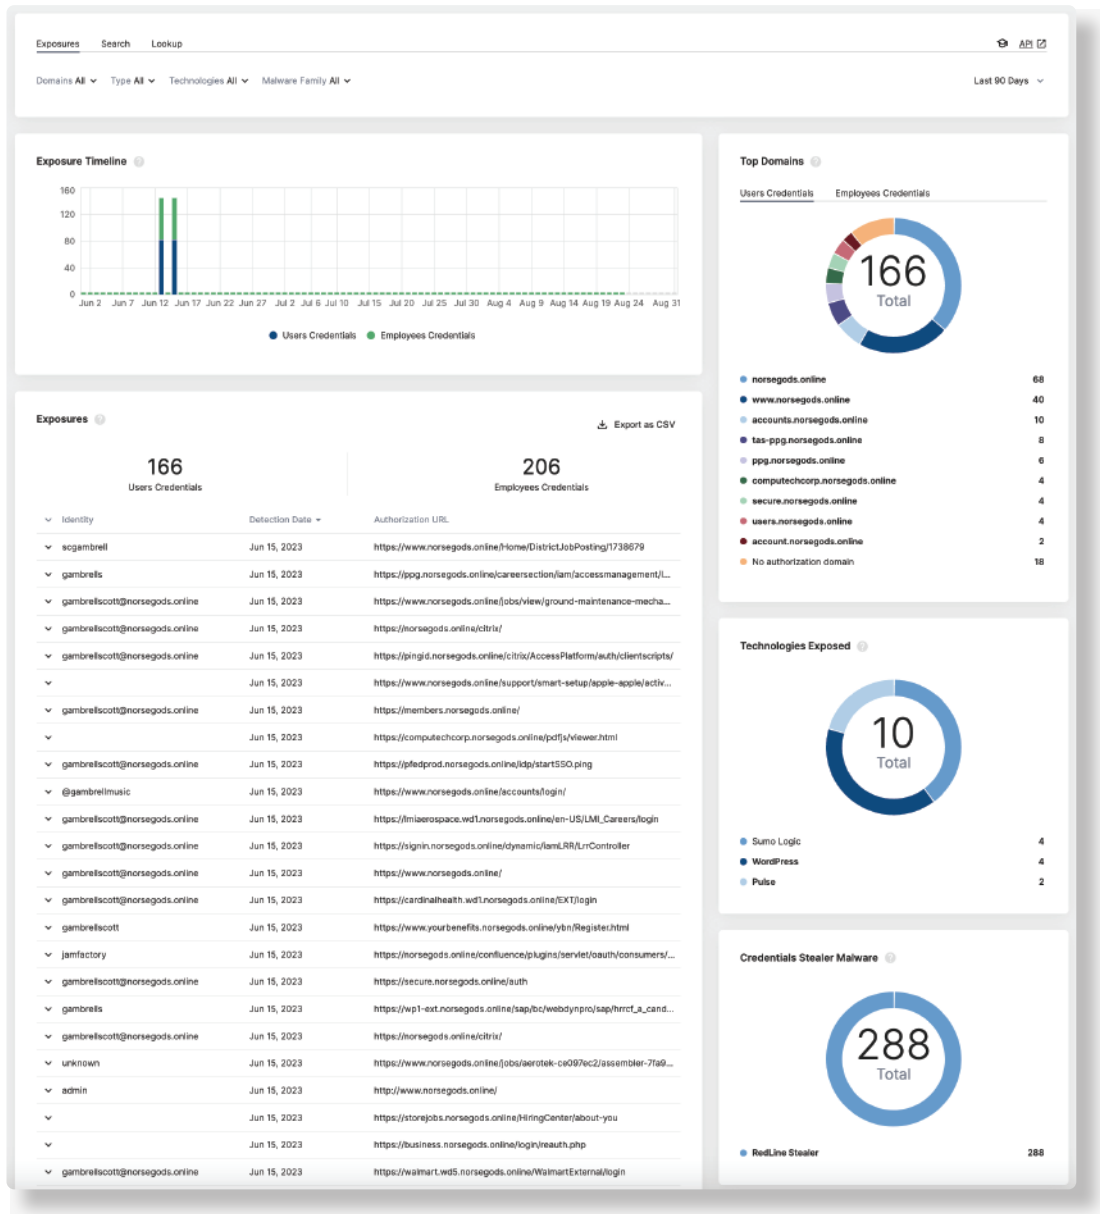 Exposures Search Lookup API
Domains All Type All Technologies All Malware Family All Last 90 Days
Exposure Timeline
160
120
80
40
0
Jun 2 Jun 7 Jun 12 Jun 17 Jun 22 Jun 27 Jul 2 Jul 6 Jul 10 Jul 15 Jul 20 Jul 25 Jul 30 Aug 4 Aug 9 Aug 14 Aug 19 Aug 24 Aug 31
Users Credentials Employees Credentials
Top Domains
Users Credentials Employees Credentials
166
Total
norsegods.online 68
www.norsegods.online 40
accounts.norsegods.online 10
tas-ppg.norsegods.online 8
ppg.norsegods.online 6
computechcorp.norsegods.online 4
secure.norsegods.online 4
users.norsegods.online 4
account.norsegods.online 2
No authorization domain 18
Exposures Export as CSV
166 206
Users Credentials Employees Credentials
Identity Detection Date Authorization URL
scgambrell Jun 15, 2023 https://www.norsegods.online/Home/DistrictJobPosting/1738679
gambrells Jun 15, 2023 https://ppg.norsegods.online/careersection/iam/accessmanagement/l...
gambrellscott@norsegods.online Jun 15, 2023 https://www.norsegods.online/jobs/view/ground-maintenance-mecha...
gambrellscott@norsegods.online Jun 15, 2023 https://norsegods.online/citrix/
gambrellscott@norsegods.online Jun 15, 2023 https://pingid.norsegods.online/citrix/AccessPlatform/auth/clientscripts/
Jun 15, 2023 https://www.norsegods.online/support/smart-setup/apple-apple/activ...
gambrellscott@norsegods.online Jun 15, 2023 https://members.norsegods.online/
Jun 15, 2023 https://computechcorp.norsegods.online/pdfjs/viewer.html
gambrellscott@norsegods.online Jun 15, 2023 https://pfedprod.norsegods.online/idp/startSSO.ping
@gambrellmusic Jun 15, 2023 https://www.norsegods.online/accounts/login/
gambrellscott@norsegods.online Jun 15, 2023 https://lmiaerospace.wd1.norsegods.online/en-US/LMI_Careers/login
gambrellscott@norsegods.online Jun 15, 2023 https://signin.norsegods.online/dynamic/iamLRR/LrrController
gambrellscott@norsegods.online Jun 15, 2023 https://www.norsegods.online/
gambrellscott@norsegods.online Jun 15, 2023 https://cardinalhealth.wd1.norsegods.online/EXT/login
gambrellscott Jun 15, 2023 https://www.yourbenefits.norsegods.online/ybn/Register.html
jamfactory Jun 15, 2023 https://norsegods.online/confluence/plugins/servlet/oauth/consumers/...
gambrellscott@norsegods.online Jun 15, 2023 https://secure.norsegods.online/auth
gambrells Jun 15, 2023 https://wp1-ext.norsegods.online/sap/bc/webdynpro/sap/hrrcf_a_cand...
gambrellscott@norsegods.online Jun 15, 2023 https://norsegods.online/citrix/
unknown Jun 15, 2023 https://www.norsegods.online/jobs/aerotek-ce097ec2/assembler-7fa9...
admin Jun 15, 2023 http://www.norsegods.online/
Jun 15, 2023 https://storejobs.norsegods.online/HiringCenter/about-you
Jun 15, 2023 https://business.norsegods.online/login/reauth.php
gambrellscott@norsegods.online Jun 15, 2023 https://walmart.wd5.norsegods.online/WalmartExternal/login
Technologies Exposed
10
Total
Sumo Logic 4
WordPress 4
Pulse 2
Credentials Stealer Malware
288
Total
RedLine Stealer 288